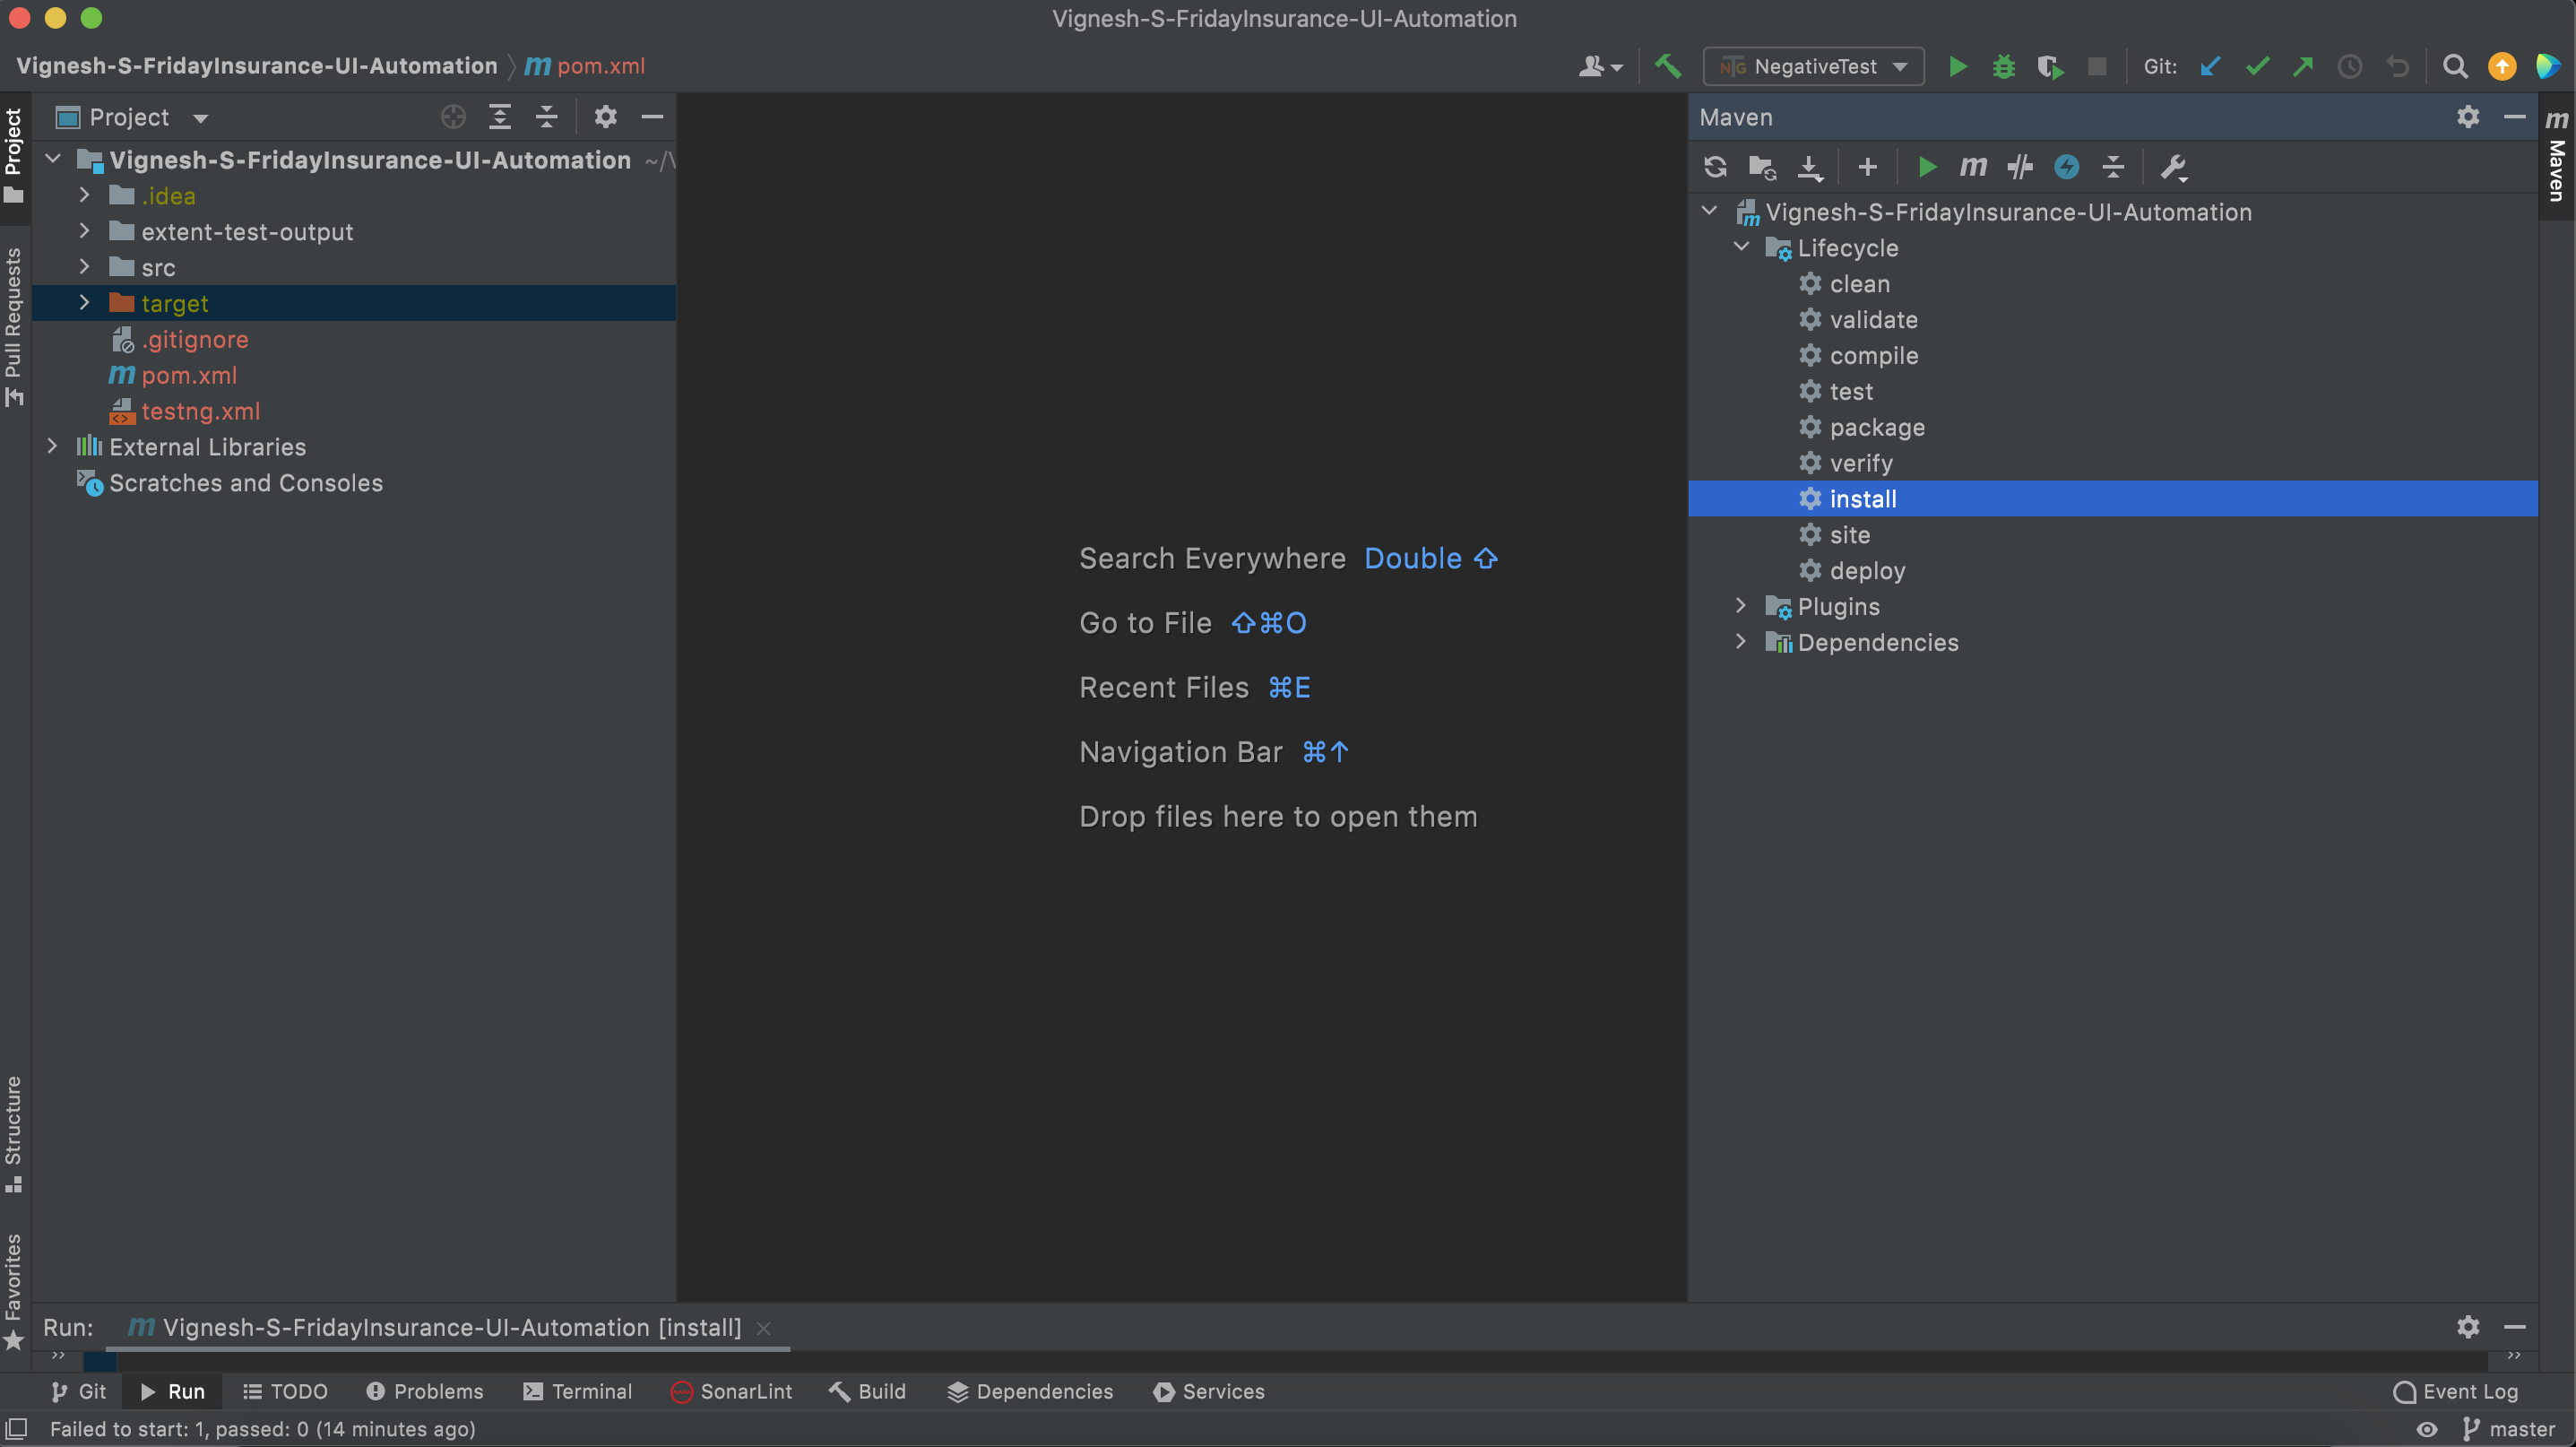 Vignesh-S-FridayInsurance-UI-Automation
Vignesh-S-FridayInsurance-UI-Automation
m pom.xml
NTG NegativeTest
Git:
Project
Maven
Project
Pull Requests
Structure
Favorites
m Maven
Vignesh-S-FridayInsurance-UI-Automation
.idea
extent-test-output
src
target
.gitignore
m pom.xml
testng.xml
External Libraries
Scratches and Consoles
Search Everywhere Double ⇧
Go to File ⇧⌘O
Recent Files ⌘E
Navigation Bar ⌘↑
Drop files here to open them
m
Vignesh-S-FridayInsurance-UI-Automation
Lifecycle
clean
validate
compile
test
package
verify
install
site
deploy
Plugins
Dependencies
Run: m Vignesh-S-FridayInsurance-UI-Automation [install]
Git Run TODO Problems Terminal SonarLint Build Dependencies Services Event Log
Failed to start: 1, passed: 0 (14 minutes ago) master